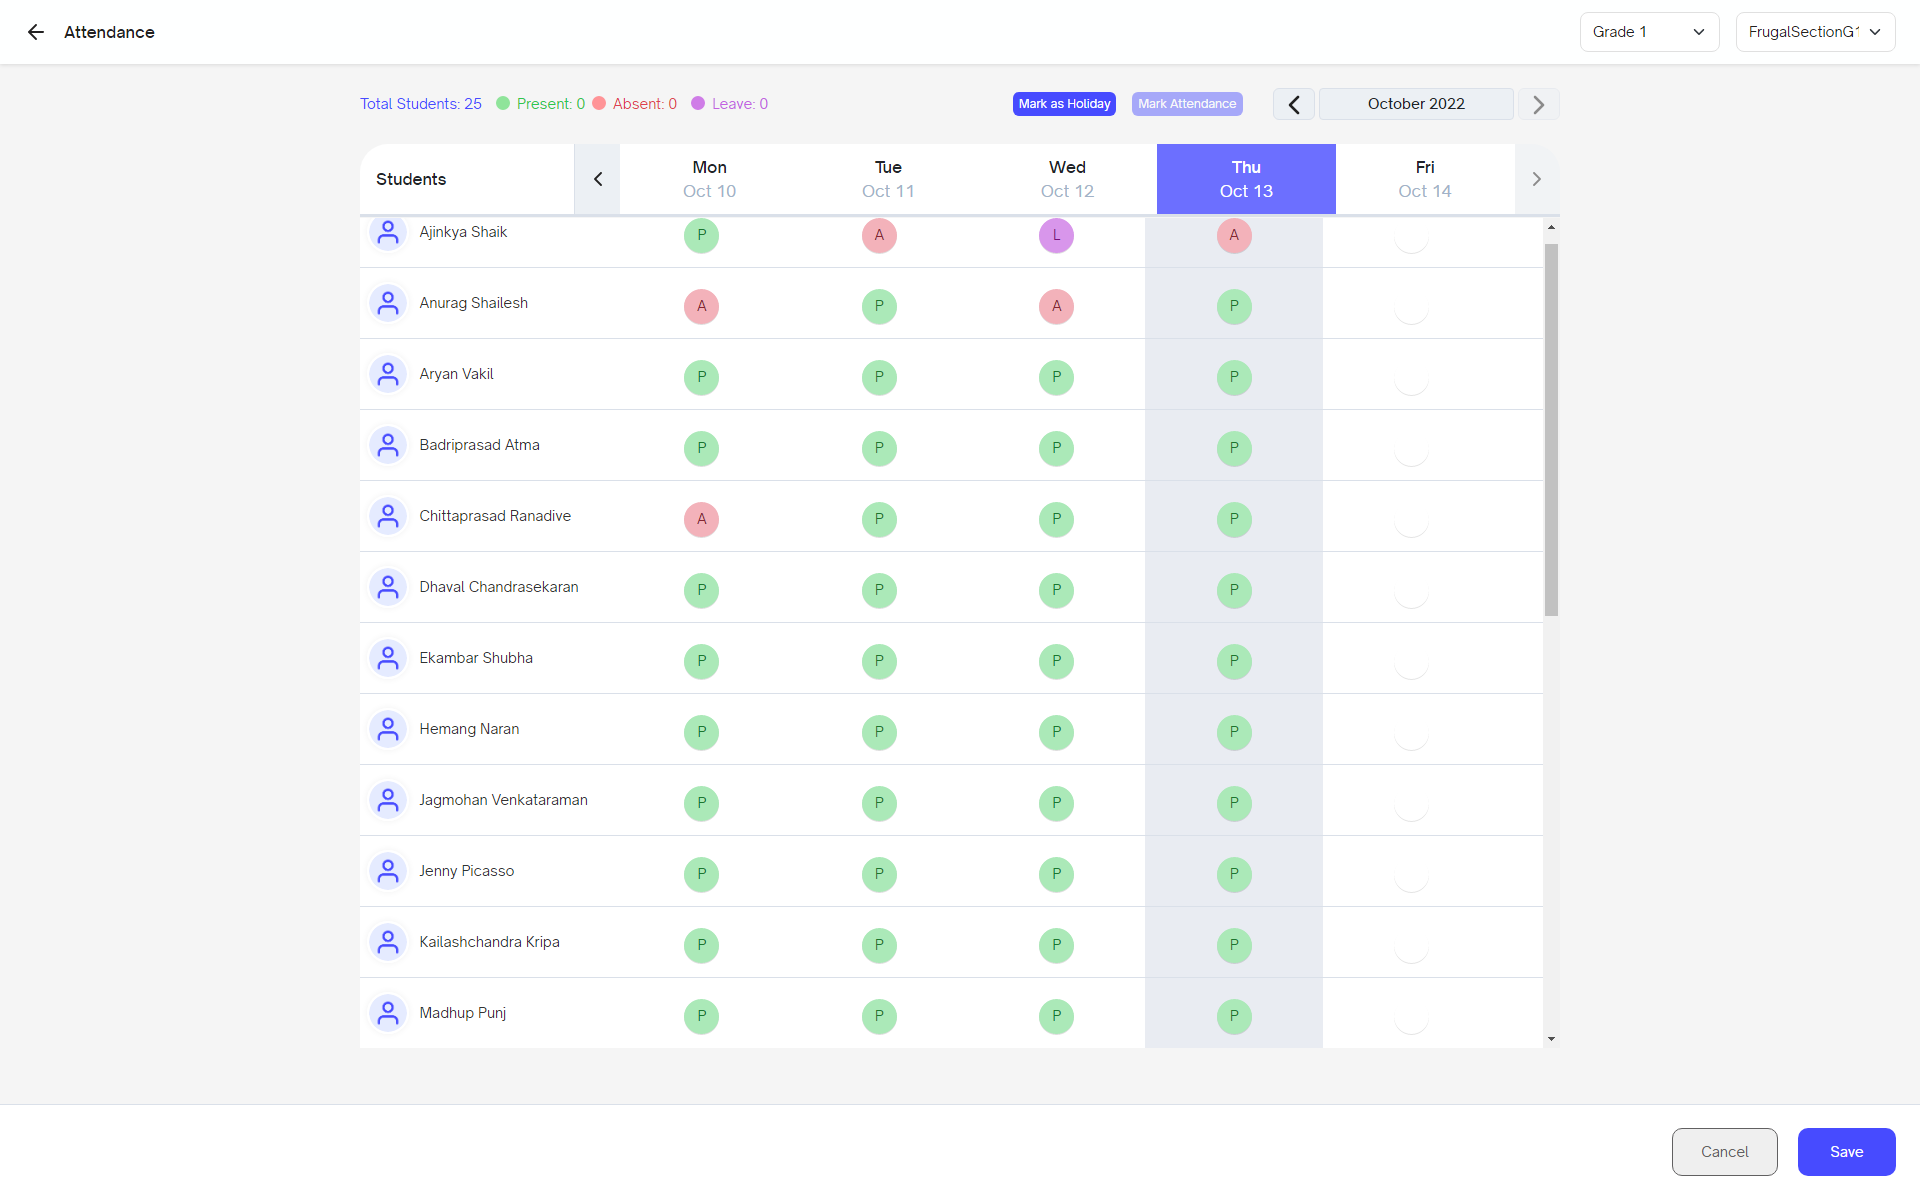 Attendance
Grade 1
FrugalSectionG1
Total Students: 25 Present: 0 Absent: 0 Leave: 0
Mark as Holiday
Mark Attendance
October 2022
Students
Mon Tue Wed Thu Fri
Oct 10 Oct 11 Oct 12 Oct 13 Oct 14
Ajinkya Shaik P A L A
Anurag Shailesh A P A P
Aryan Vakil P P P P
Badriprasad Atma P P P P
Chittaprasad Ranadive A P P P
Dhaval Chandrasekaran P P P P
Ekambar Shubha P P P P
Hemang Naran P P P P
Jagmohan Venkataraman P P P P
Jenny Picasso P P P P
Kailashchandra Kripa P P P P
Madhup Punj P P P P
Cancel
Save